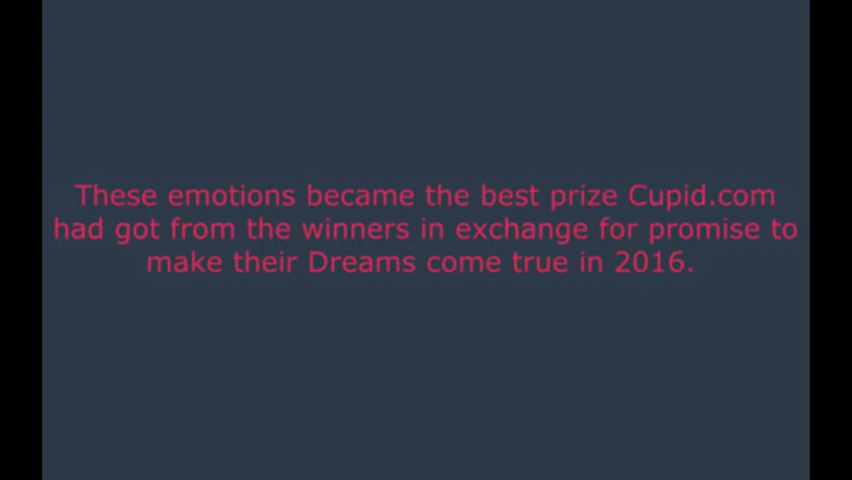 These emotions became the best prize Cupid.com
had got from the winners in exchange for promise to
make their Dreams come true in 2016.